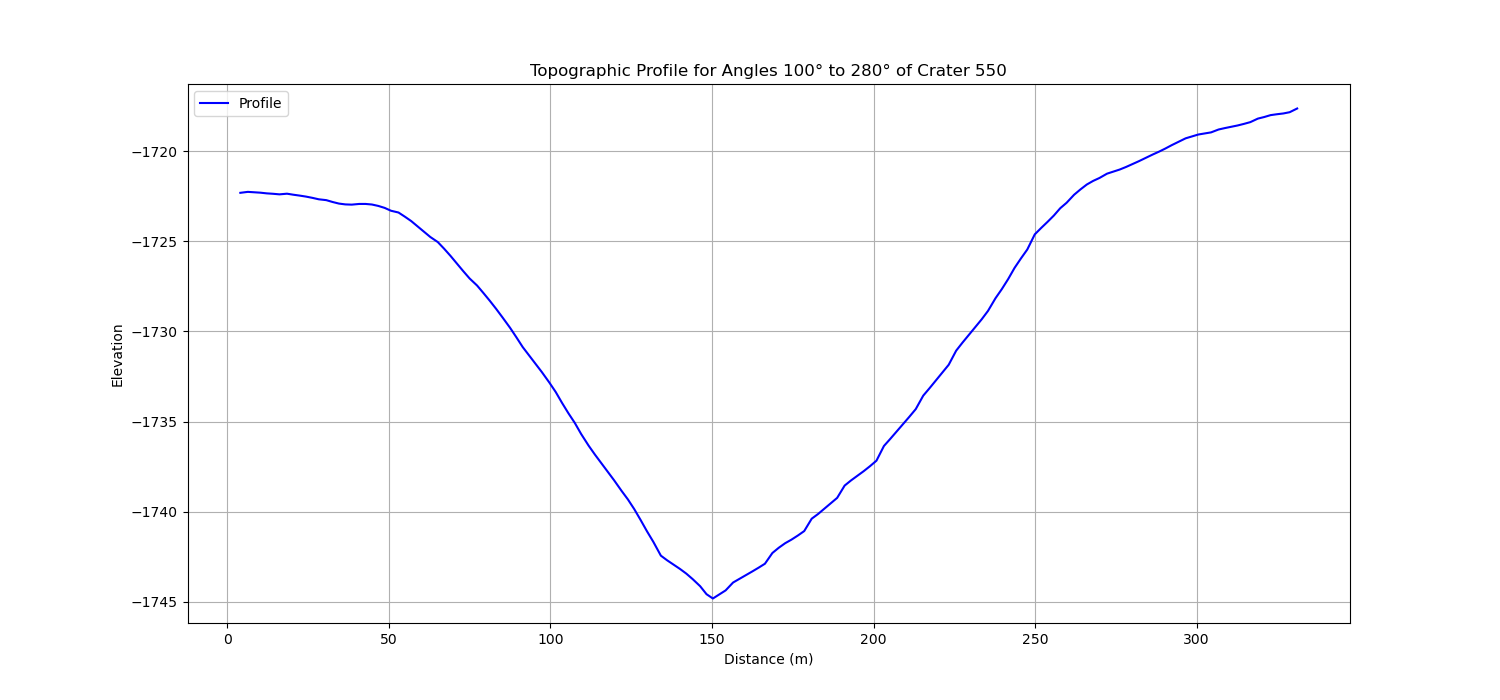 Topographic Profile for Angles 100° to 280° of Crater 550
Profile
−1720
−1725
−1730
−1735
−1740
−1745
Elevation
0 50 100 150 200 250 300
Distance (m)